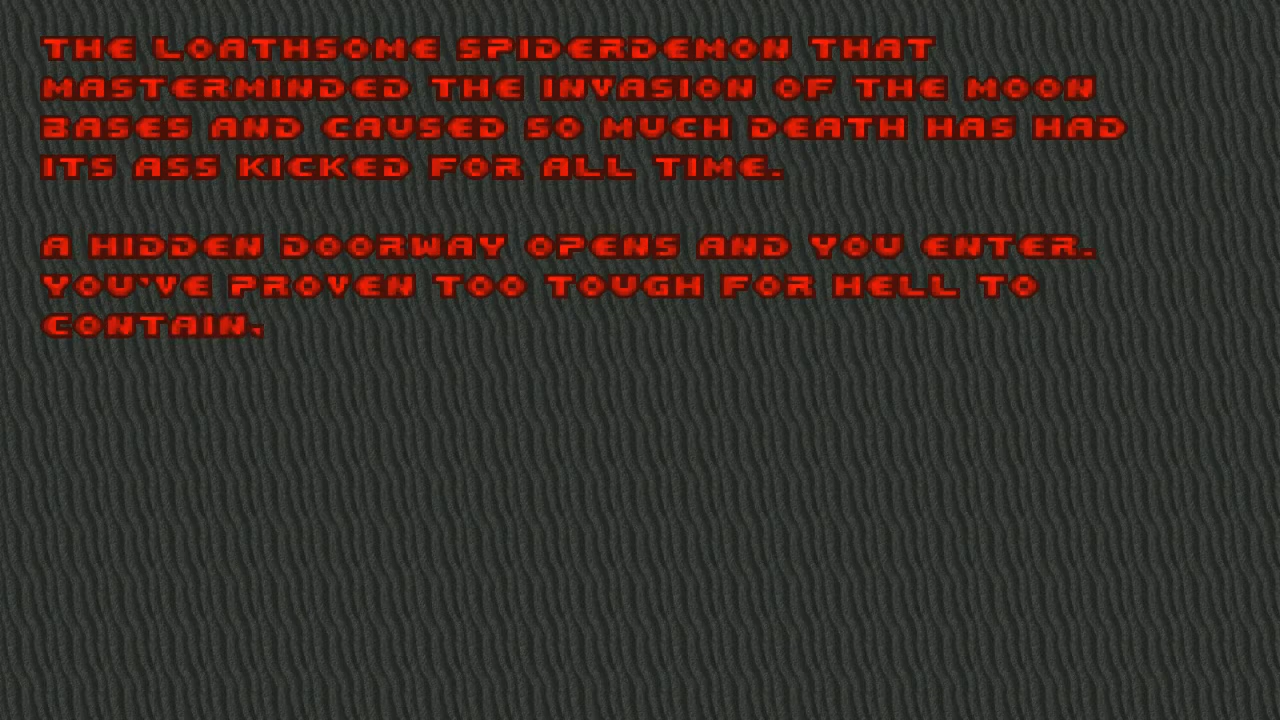 THE LOATHSOME SPIDERDEMON THAT
MASTERMINDED THE INVASION OF THE MOON
BASES AND CAUSED SO MUCH DEATH HAS HAD
ITS ASS KICKED FOR ALL TIME.
A HIDDEN DOORWAY OPENS AND YOU ENTER.
YOU'VE PROVEN TOO TOUGH FOR HELL TO
CONTAIN,